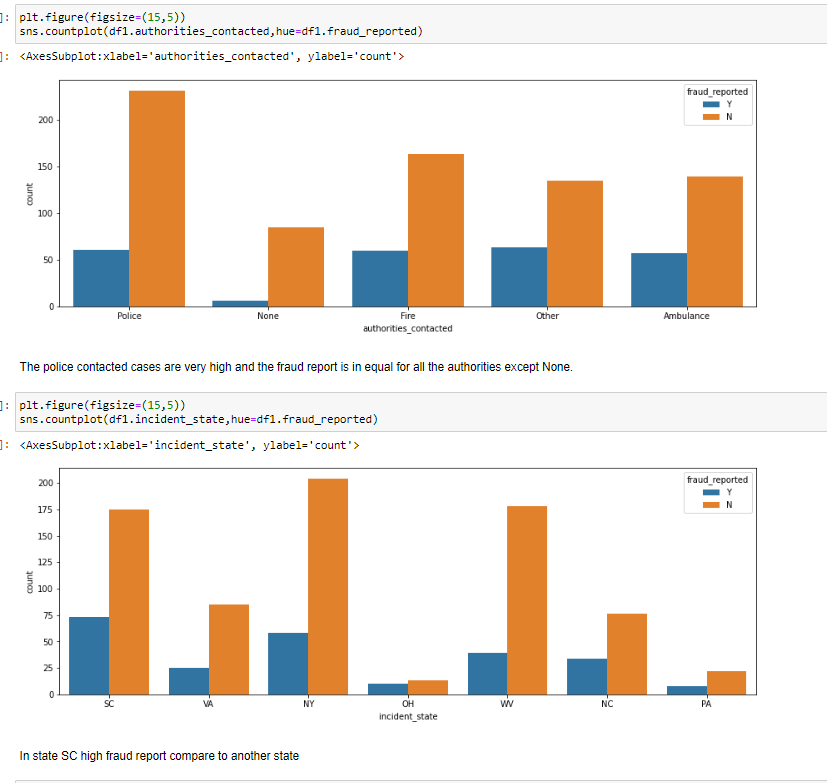 ]: plt.figure(figsize=(15,5))
sns.countplot(df1.authorities_contacted,hue=df1.fraud_reported)
]: <AxesSubplot:xlabel='authorities_contacted', ylabel='count'>
fraud_reported
Y
N
200
150
100
50
0
count
Police None Fire Other Ambulance
authorities_contacted
The police contacted cases are very high and the fraud report is in equal for all the authorities except None.
]: plt.figure(figsize=(15,5))
sns.countplot(df1.incident_state,hue=df1.fraud_reported)
]: <AxesSubplot:xlabel='incident_state', ylabel='count'>
fraud_reported
Y
N
200
175
150
125
100
75
50
25
0
count
SC VA NY OH WV NC PA
incident_state
In state SC high fraud report compare to another state